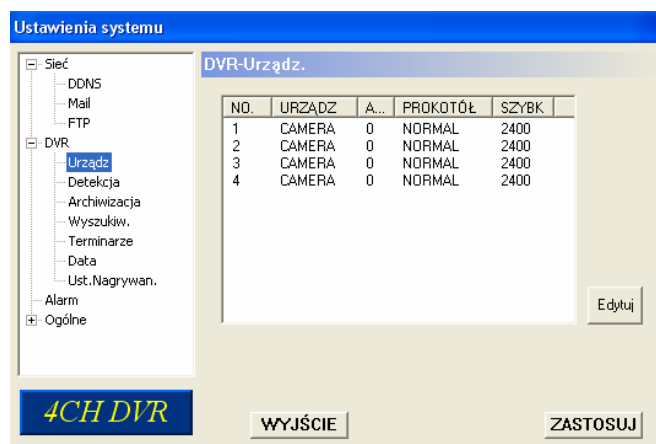 Ustawienia systemu
Sieć
DDNS
Mail
FTP
DVR
Urządz
Detekcja
Archiwizacja
Wyszukiw.
Terminarze
Data
Ust.Nagrywan.
Alarm
Ogólne
4CH DVR
DVR-Urządz.
NO. URZĄDZ A... PROKOTÓŁ SZYBK
1 CAMERA 0 NORMAL 2400
2 CAMERA 0 NORMAL 2400
3 CAMERA 0 NORMAL 2400
4 CAMERA 0 NORMAL 2400
Edytuj
WYJŚCIE
ZASTOSUJ